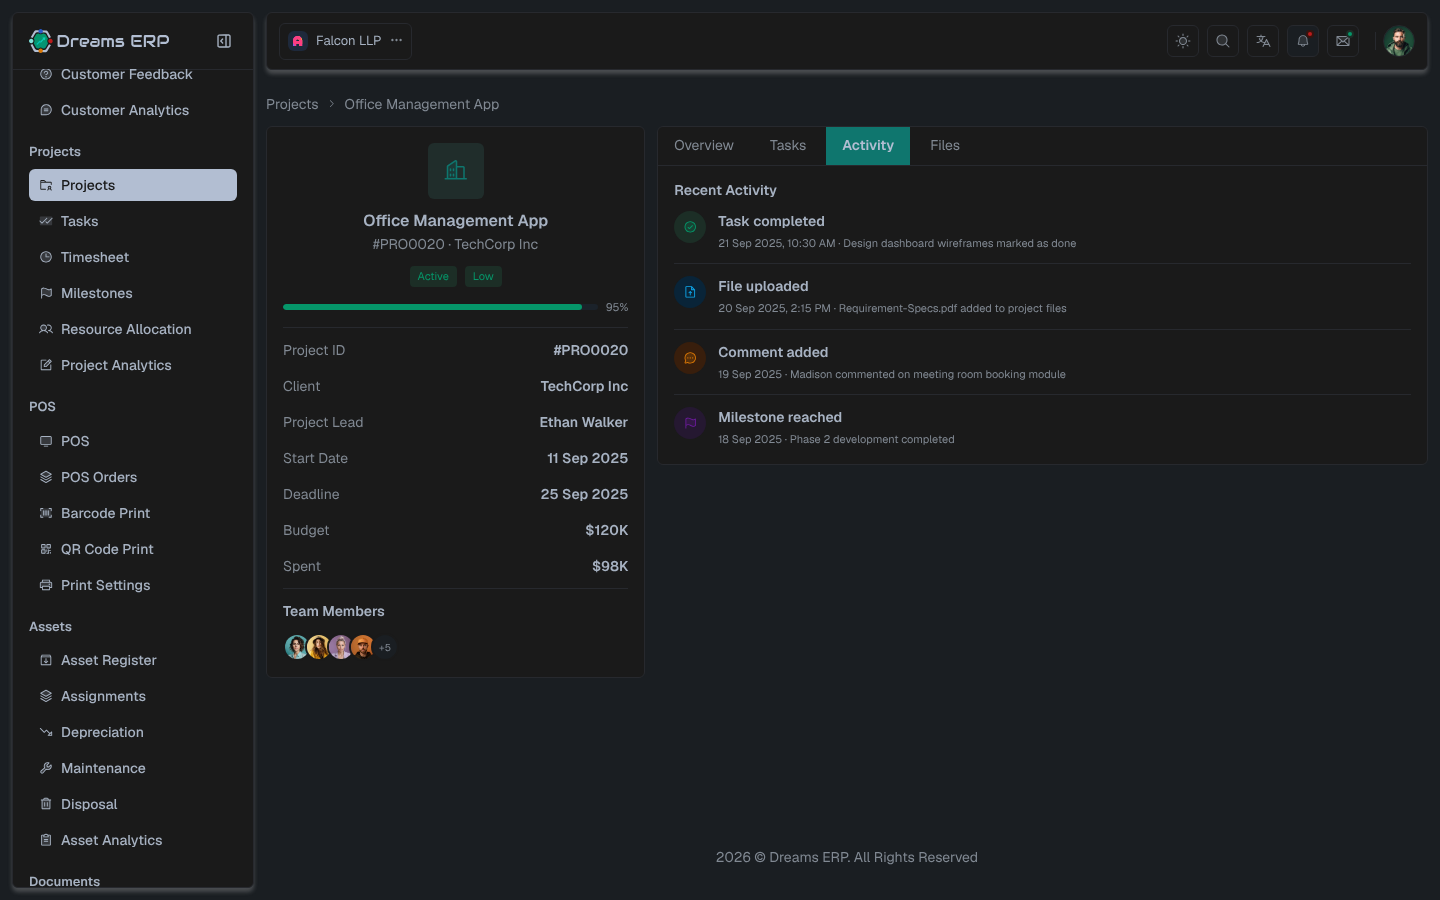 Dreams ERP
Customer Feedback
Customer Analytics
Projects
Projects
Tasks
Timesheet
Milestones
Resource Allocation
Project Analytics
POS
POS
POS Orders
Barcode Print
QR Code Print
Print Settings
Assets
Asset Register
Assignments
Depreciation
Maintenance
Disposal
Asset Analytics
Documents
Falcon LLP
Projects > Office Management App
Office Management App
#PRO0020 · TechCorp Inc
Active Low
95%
Project ID #PRO0020
Client TechCorp Inc
Project Lead Ethan Walker
Start Date 11 Sep 2025
Deadline 25 Sep 2025
Budget $120K
Spent $98K
Team Members
+5
Overview Tasks Activity Files
Recent Activity
Task completed
21 Sep 2025, 10:30 AM · Design dashboard wireframes marked as done
File uploaded
20 Sep 2025, 2:15 PM · Requirement-Specs.pdf added to project files
Comment added
19 Sep 2025 · Madison commented on meeting room booking module
Milestone reached
18 Sep 2025 · Phase 2 development completed
2026 © Dreams ERP. All Rights Reserved